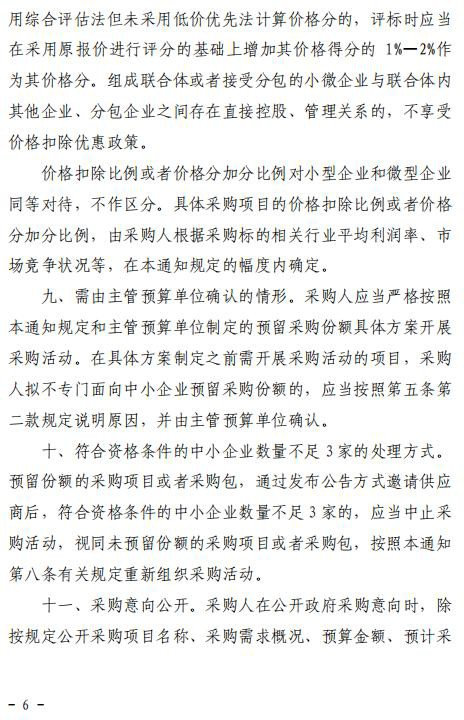 用综合评估法但未采用低价优先法计算价格分的，评标时应当
在采用原报价进行评分的基础上增加其价格得分的 1%—2%作
为其价格分。组成联合体或者接受分包的小微企业与联合体内
其他企业、分包企业之间存在直接控股、管理关系的，不享受
价格扣除优惠政策。
价格扣除比例或者价格分加分比例对小型企业和微型企业
同等对待，不作区分。具体采购项目的价格扣除比例或者价格
分加分比例，由采购人根据采购标的相关行业平均利润率、市
场竞争状况等，在本通知规定的幅度内确定。
九、需由主管预算单位确认的情形。采购人应当严格按照
本通知规定和主管预算单位制定的预留采购份额具体方案开展
采购活动。在具体方案制定之前需开展采购活动的项目，采购
人拟不专门面向中小企业预留采购份额的，应当按照第五条第
二款规定说明原因，并由主管预算单位确认。
十、符合资格条件的中小企业数量不足 3 家的处理方式。
预留份额的采购项目或者采购包，通过发布公告方式邀请供应
商后，符合资格条件的中小企业数量不足 3 家的，应当中止采
购活动，视同未预留份额的采购项目或者采购包，按照本通知
第八条有关规定重新组织采购活动。
十一、采购意向公开。采购人在公开政府采购意向时，除
按规定公开采购项目名称、采购需求概况、预算金额、预计采
- 6 -